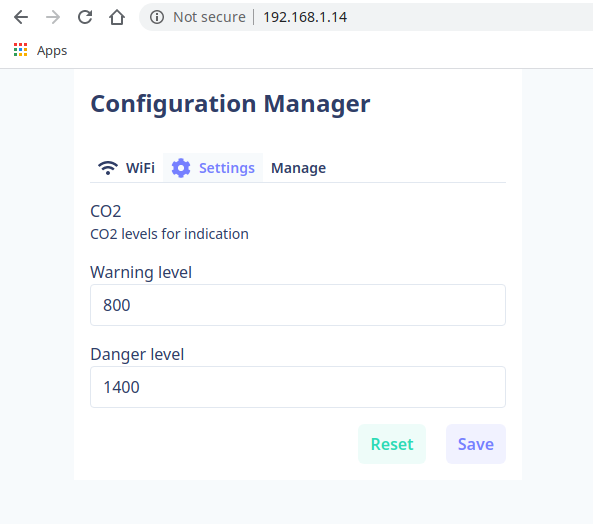 Not secure | 192.168.1.14
Apps
Configuration Manager
WiFi Settings Manage
CO2
CO2 levels for indication
Warning level
800
Danger level
1400
Reset Save